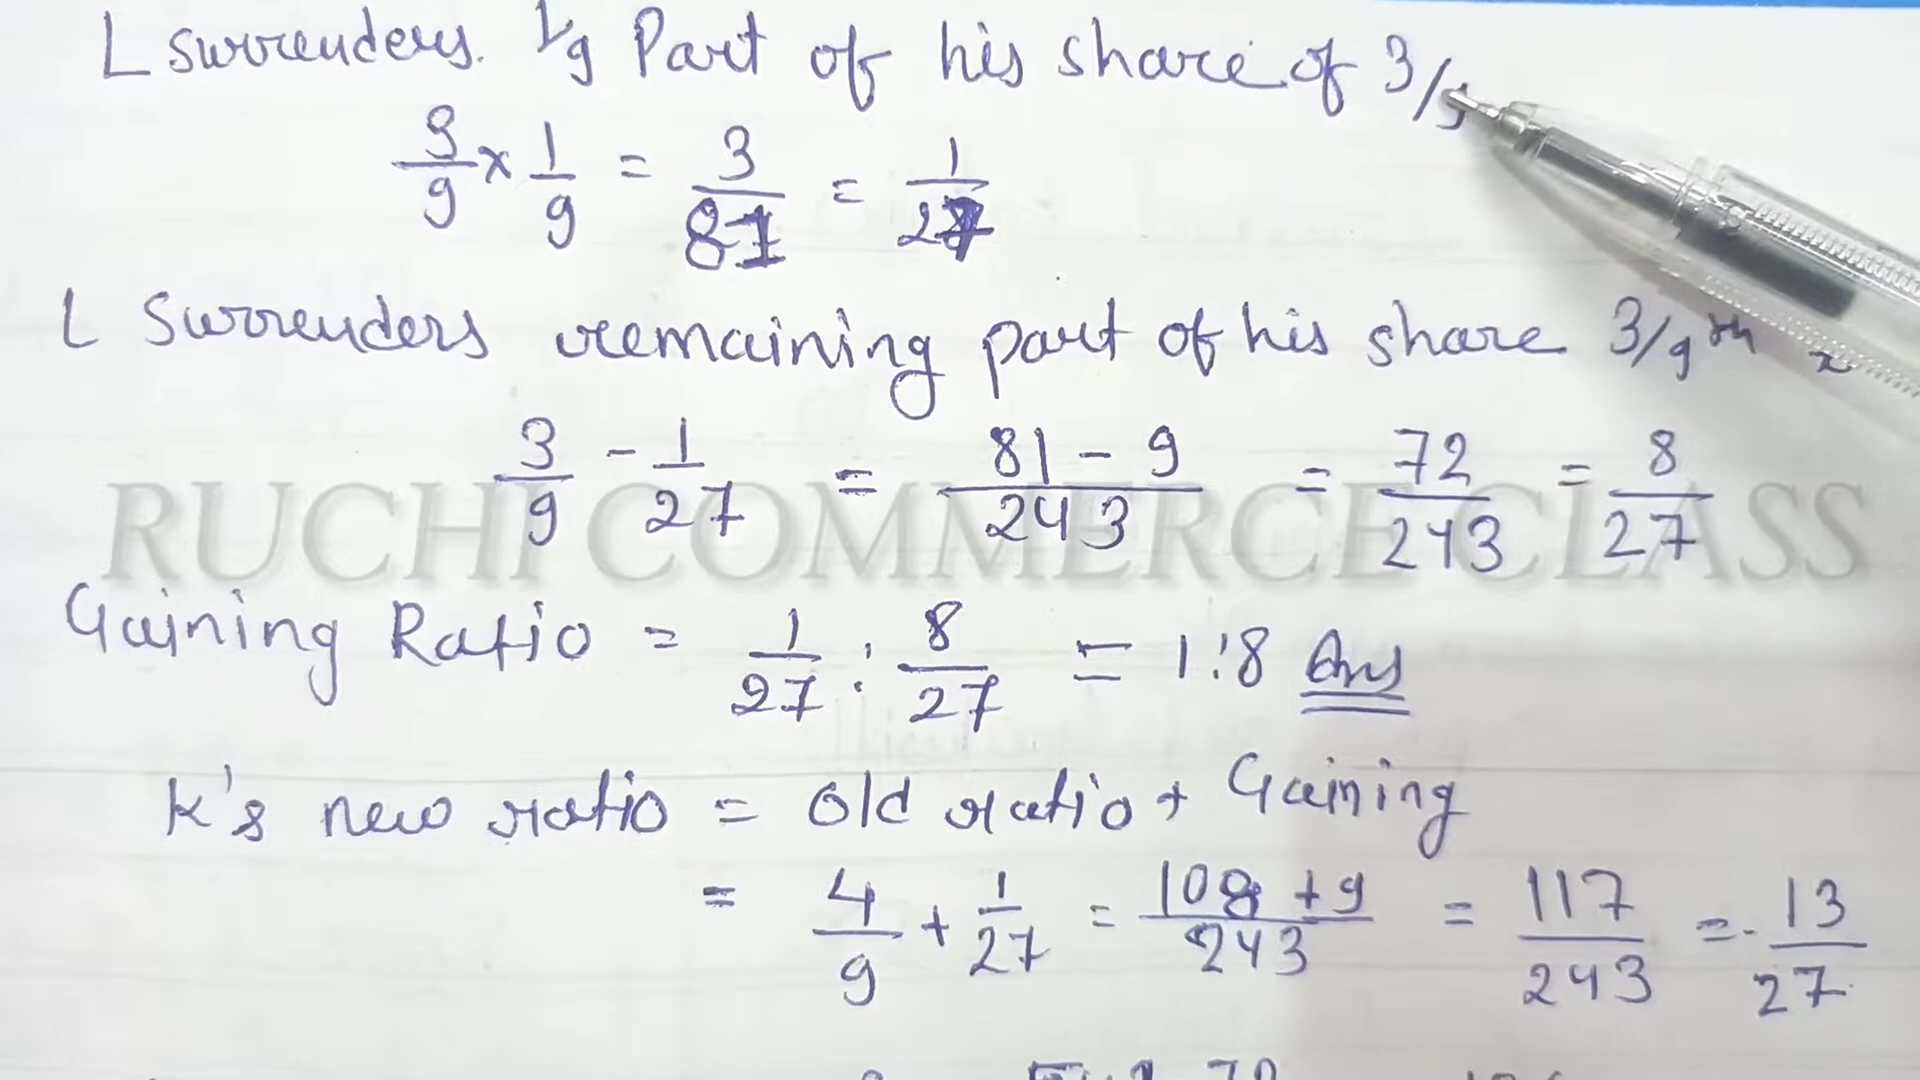 L surrenders. 1/9 Part of his share of 3/9
3/9 x 1/9 = 3/81 = 1/27
L Surrenders remaining part of his share 3/9th
3/9 - 1/27 = 81 - 9/243 = 72/243 = 8/27
RUCHI COMMERCE CLASS
Gaining Ratio = 1/27 : 8/27 = 1:8 Ans
K's new ratio = Old ratio + Gaining
= 4/9 + 1/27 = 108 + 9/243 = 117/243 = 13/27